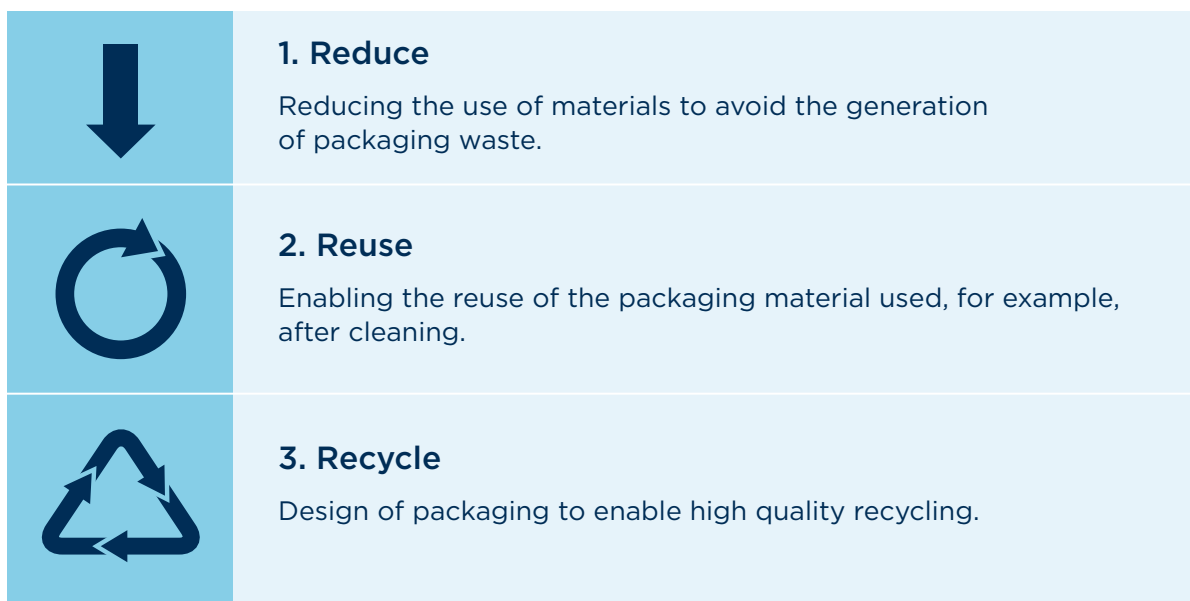 1. Reduce
Reducing the use of materials to avoid the generation
of packaging waste.
2. Reuse
Enabling the reuse of the packaging material used, for example,
after cleaning.
3. Recycle
Design of packaging to enable high quality recycling.